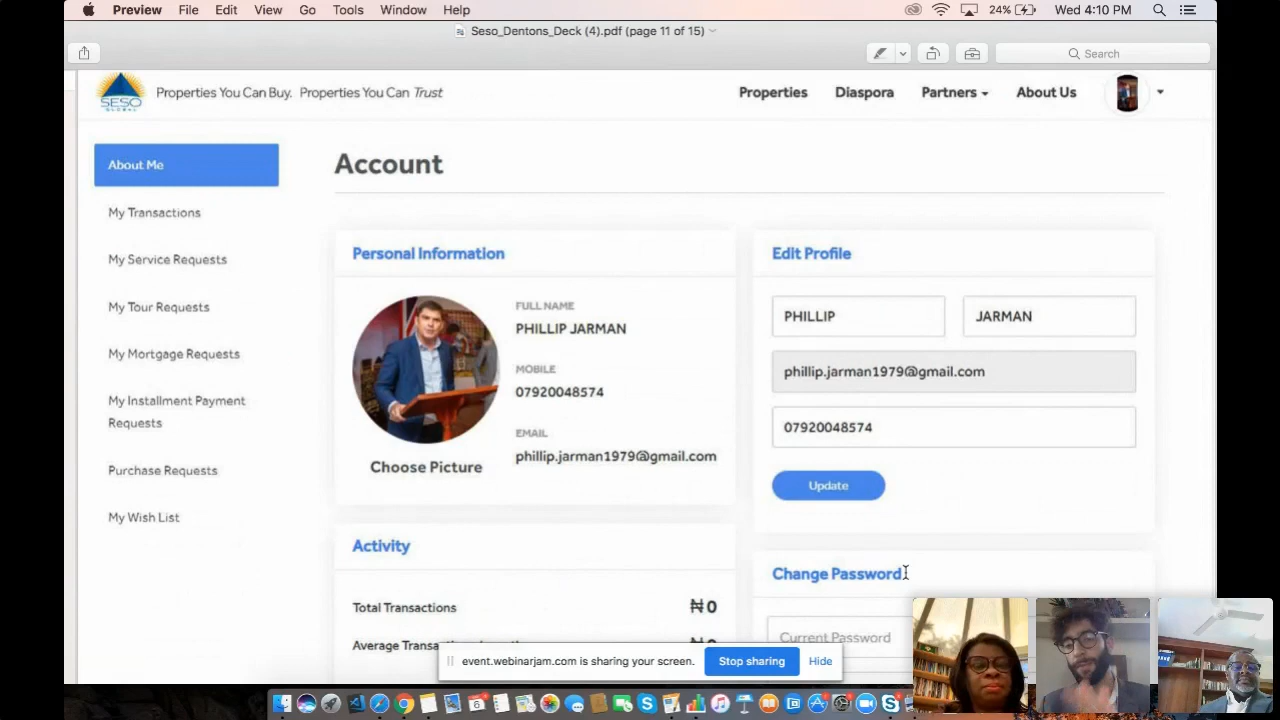 Preview File Edit View Go Tools Window Help 24% Wed 4:10 PM
Seso_Dentons_Deck (4).pdf (page 11 of 15)
Search
SESO
GLOBAL
Properties You Can Buy. Properties You Can Trust
Properties Diaspora Partners About Us
About Me
My Transactions
My Service Requests
My Tour Requests
My Mortgage Requests
My Installment Payment
Requests
Purchase Requests
My Wish List
Account
Personal Information
FULL NAME
PHILLIP JARMAN
MOBILE
07920048574
EMAIL
phillip.jarman1979@gmail.com
Choose Picture
Edit Profile
PHILLIP JARMAN
phillip.jarman1979@gmail.com
07920048574
Update
Activity
Total Transactions ₦0
Average
Change Password
Current Password
event.webinarjam.com is sharing your screen. Stop sharing Hide